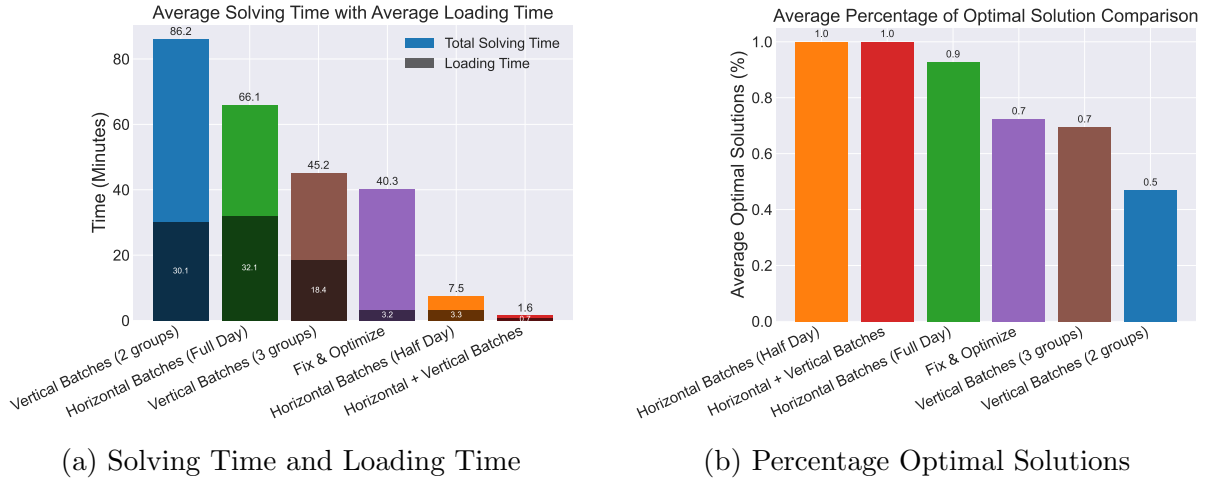 Average Solving Time with Average Loading Time
Time (Minutes)
80
60
40
20
0
Total Solving Time
Loading Time
86.2
66.1
45.2
40.3
7.5
1.6
30.1
32.1
18.4
3.2
3.3
0.7
Vertical Batches (2 groups)
Horizontal Batches (Full Day)
Vertical Batches (3 groups)
Fix & Optimize
Horizontal Batches (Half Day)
Horizontal + Vertical Batches
(a) Solving Time and Loading Time
Average Percentage of Optimal Solution Comparison
Average Optimal Solutions (%)
1.0
0.8
0.6
0.4
0.2
0.0
1.0
1.0
0.9
0.7
0.7
0.5
Horizontal Batches (Half Day)
Horizontal + Vertical Batches
Horizontal Batches (Full Day)
Fix & Optimize
Vertical Batches (3 groups)
Vertical Batches (2 groups)
(b) Percentage Optimal Solutions